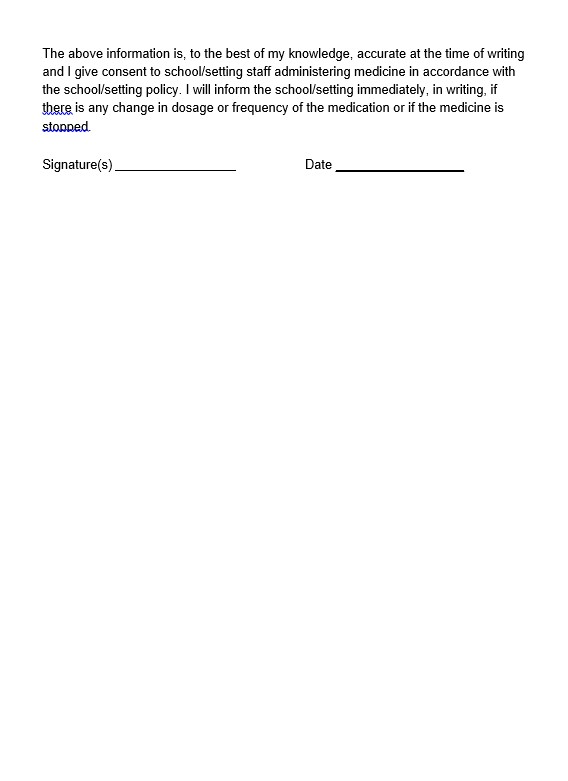 The above information is, to the best of my knowledge, accurate at the time of writing
and I give consent to school/setting staff administering medicine in accordance with
the school/setting policy. I will inform the school/setting immediately, in writing, if
there is any change in dosage or frequency of the medication or if the medicine is
stopped.
Signature(s) __________________ Date ___________________